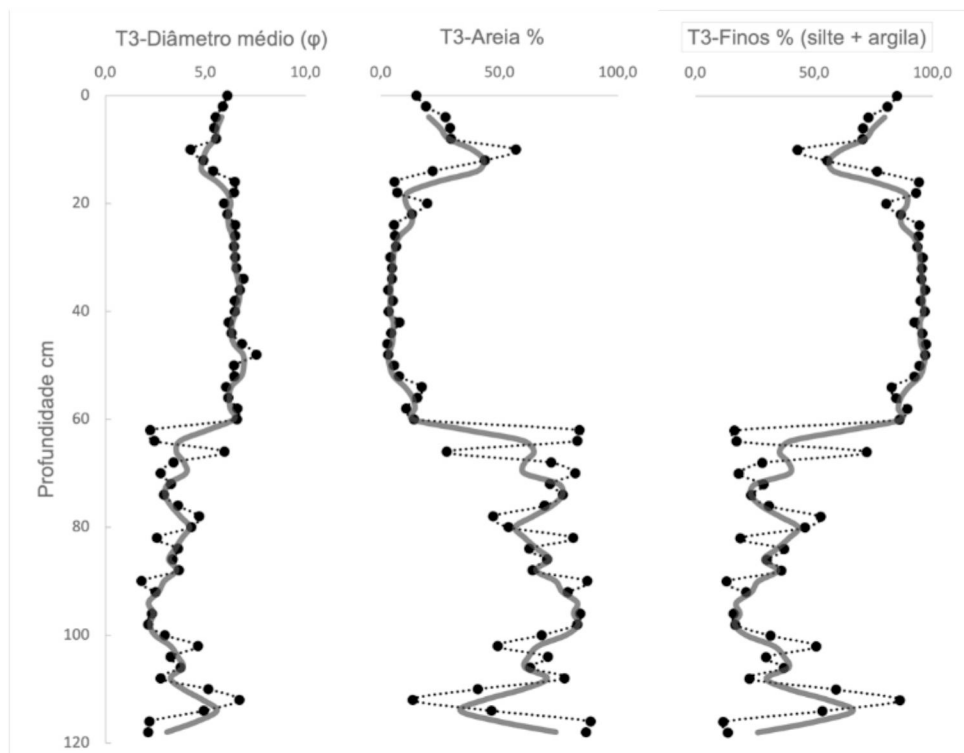 T3-Diâmetro médio (φ)
T3-Areia %
T3-Finos % (silte + argila)
0,0 5,0 10,0
0,0 50,0 100,0
0,0 50,0 100,0
0
20
40
60
80
100
120
Profundidade cm